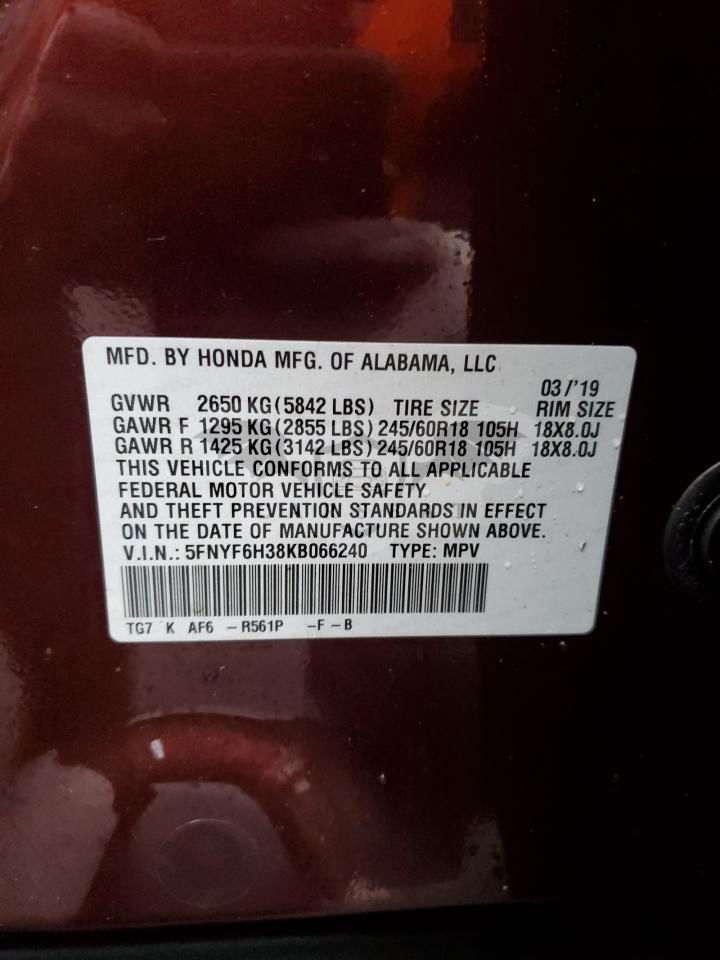 MFD. BY HONDA MFG. OF ALABAMA, LLC
03/'19
GVWR 2650 KG (5842 LBS) TIRE SIZE RIM SIZE
GAWR F 1295 KG (2855 LBS) 245/60R18 105H 18X8.0J
GAWR R 1425 KG (3142 LBS) 245/60R18 105H 18X8.0J
THIS VEHICLE CONFORMS TO ALL APPLICABLE
FEDERAL MOTOR VEHICLE SAFETY
AND THEFT PREVENTION STANDARDS IN EFFECT
ON THE DATE OF MANUFACTURE SHOWN ABOVE.
V.I.N.: 5FNYF6H38KB066240 TYPE: MPV
TG7 K AF6 -R561P -F-B